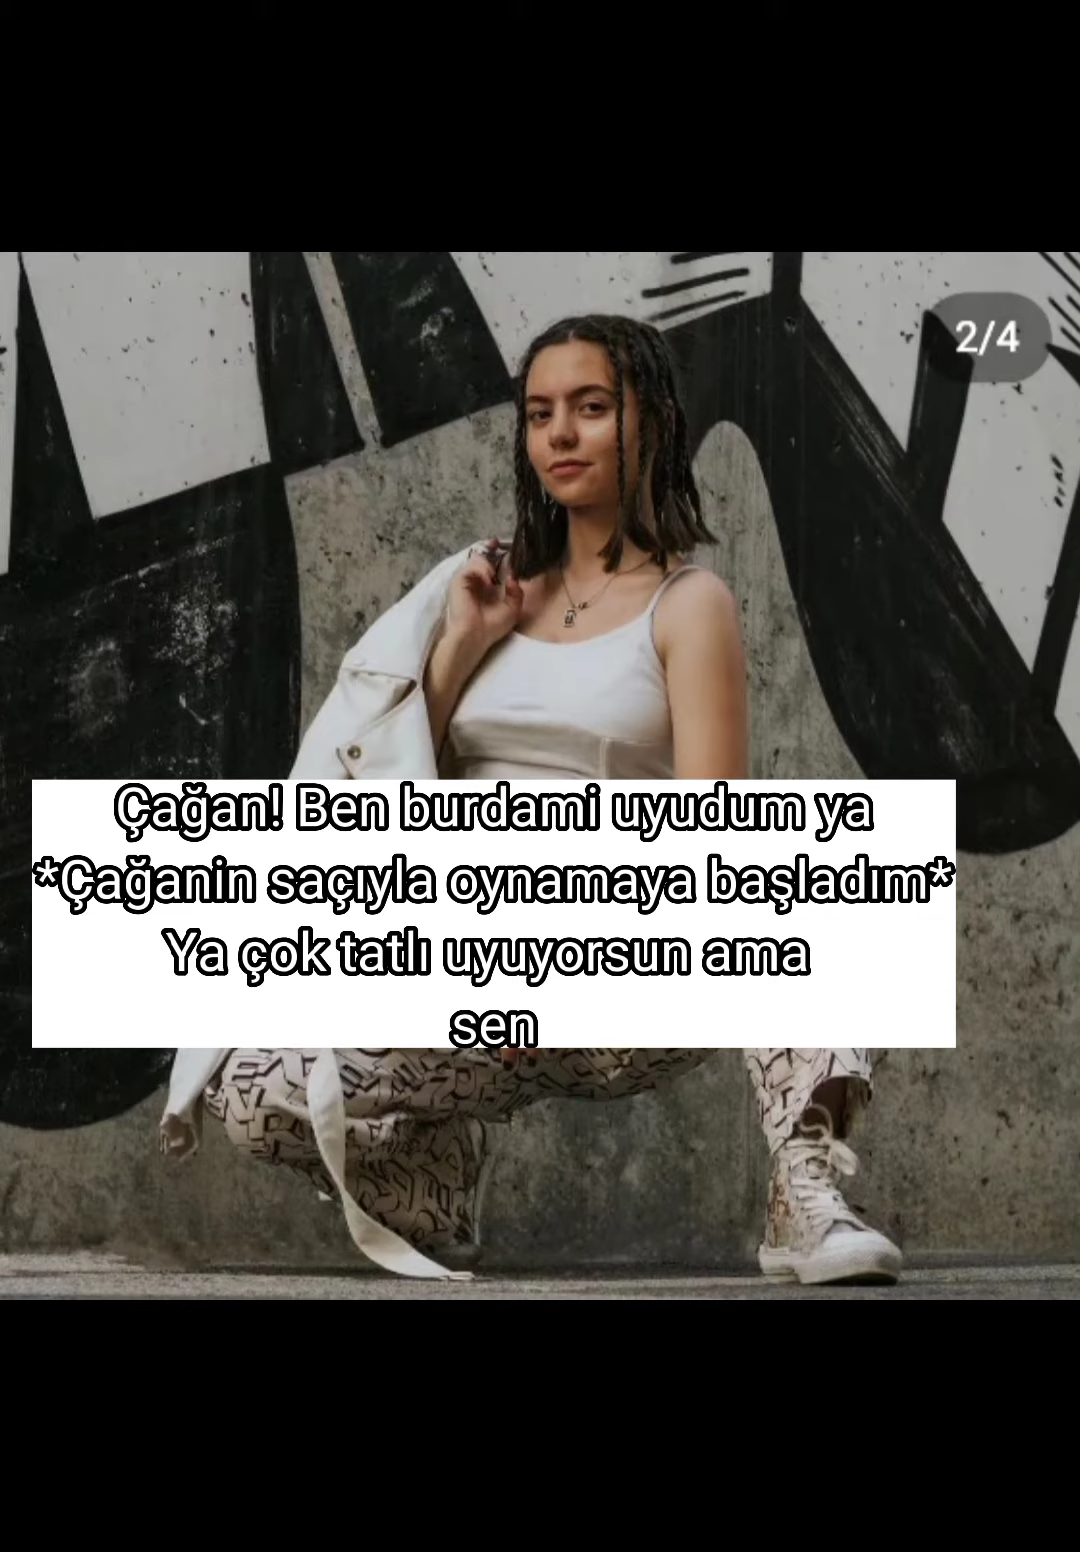 2/4
Çağan! Ben burdami uyudum ya
*Çağanin saçıyla oynamaya başladım*
Ya çok tatlı uyuyorsun ama
sen